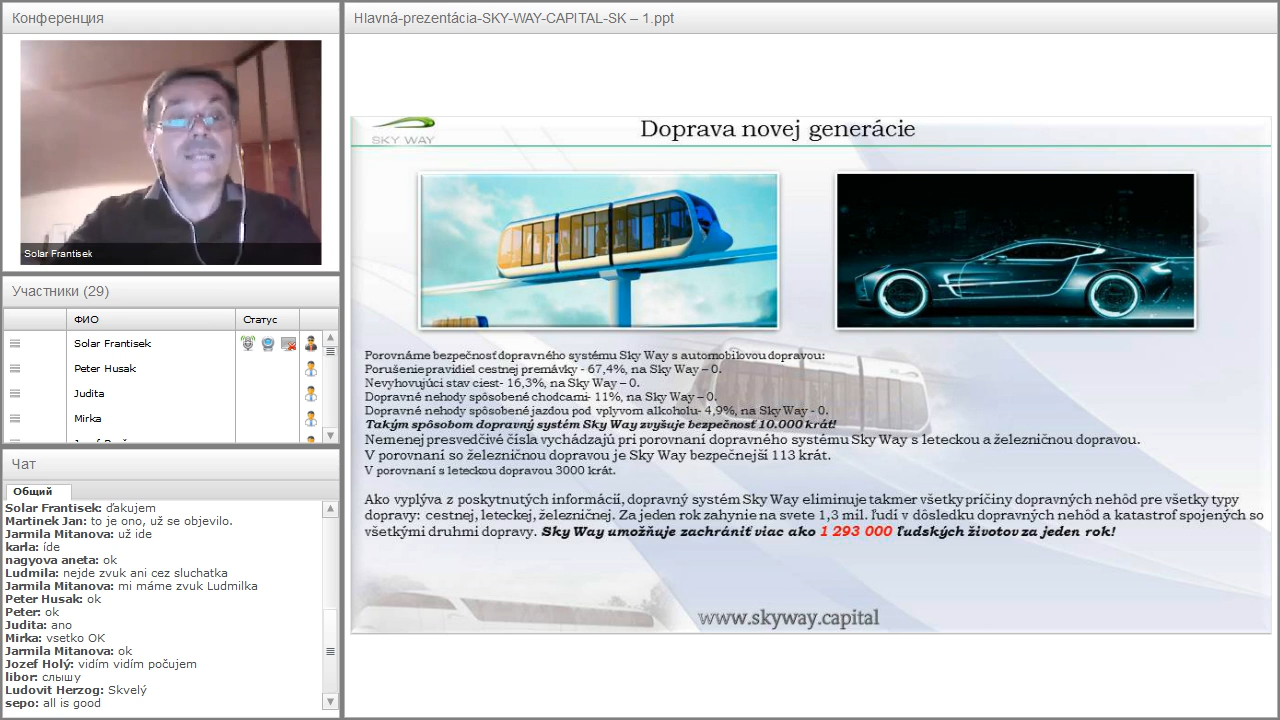 Конференция
Solar Frantisek
Участники (29)
ФИО
Статус
Solar Frantisek
Peter Husak
Judita
Mirka
Чат
Общий
Solar Frantisek: ďakujem
Martinek Jan: to je ono, už se objevilo.
Jarmila Mitanova: už ide
karla: íde
nagyova aneta: ok
Ludmila: nejde zvuk ani cez sluchatka
Jarmila Mitanova: mi máme zvuk Ludmilka
Peter Husak: ok
Peter: ok
Judita: ano
Mirka: vsetko OK
Jarmila Mitanova: ok
Jozef Holý: vidím vidím počujem
libor: слышу
Ludovit Herzog: Skvelý
sepo: all is good
Hlavná-prezentácia-SKY-WAY-CAPITAL-SK – 1.ppt
SKY WAY
Doprava novej generácie
Porovnáme bezpečnosť dopravného systému Sky Way s automobilovou dopravou:
Porušenie pravidiel cestnej premávky - 67,4%, na Sky Way – 0.
Nevyhovujúci stav ciest- 16,3%, na Sky Way – 0.
Dopravné nehody spôsobené chodcami- 11%, na Sky Way – 0.
Dopravné nehody spôsobené jazdou pod vplyvom alkoholu- 4,9%, na Sky Way - 0.
Takým spôsobom dopravný systém Sky Way zvyšuje bezpečnosť 10.000 krát!
Nemenej presvedčivé čísla vychádzajú pri porovnaní dopravného systému Sky Way s leteckou a železničnou dopravou.
V porovnaní so železničnou dopravou je Sky Way bezpečnejší 113 krát.
V porovnaní s leteckou dopravou 3000 krát.
Ako vyplýva z poskytnutých informácií, dopravný systém Sky Way eliminuje takmer všetky príčiny dopravných nehôd pre všetky typy
dopravy: cestnej, leteckej, železničnej. Za jeden rok zahynie na svete 1,3 mil. ľudí v dôsledku dopravných nehôd a katastrof spojených so
všetkými druhmi dopravy. Sky Way umožňuje zachrániť viac ako 1 293 000 ľudských životov za jeden rok!
www.skyway.capital